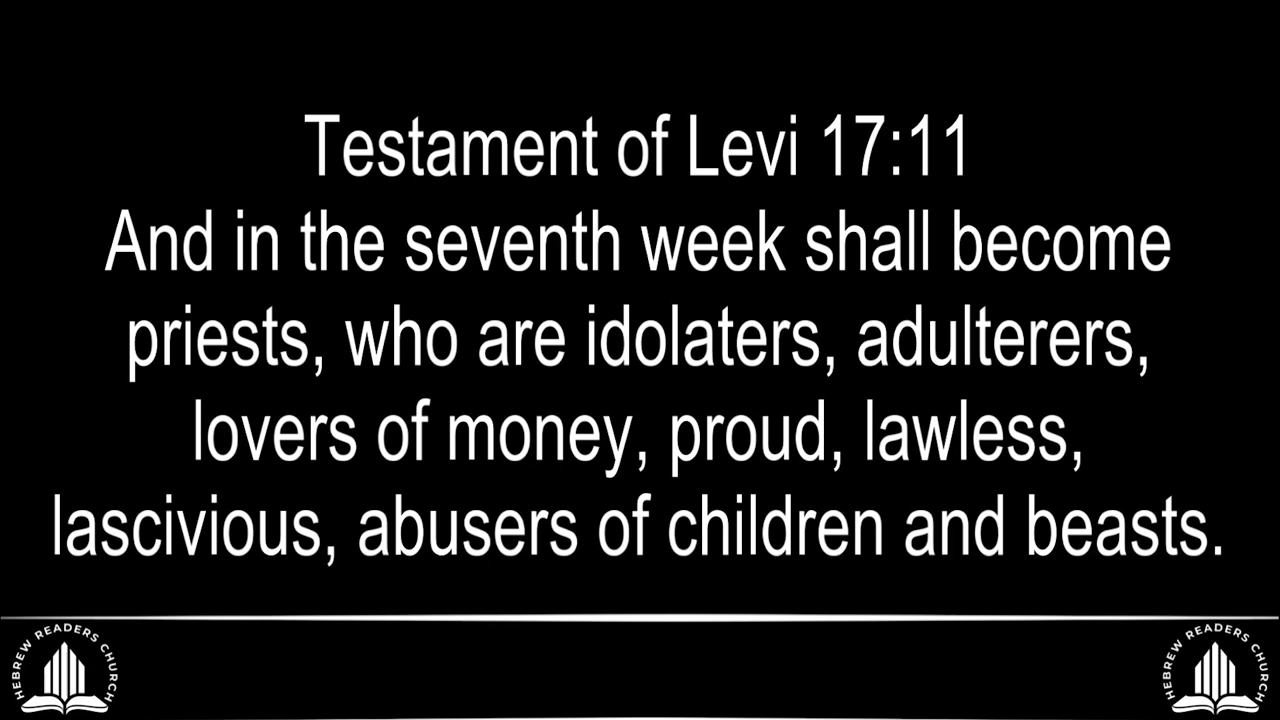 Testament of Levi 17:11
And in the seventh week shall become
priests, who are idolaters, adulterers,
lovers of money, proud, lawless,
lascivious, abusers of children and beasts.
HEBREW READERS CHURCH
HEBREW READERS CHURCH